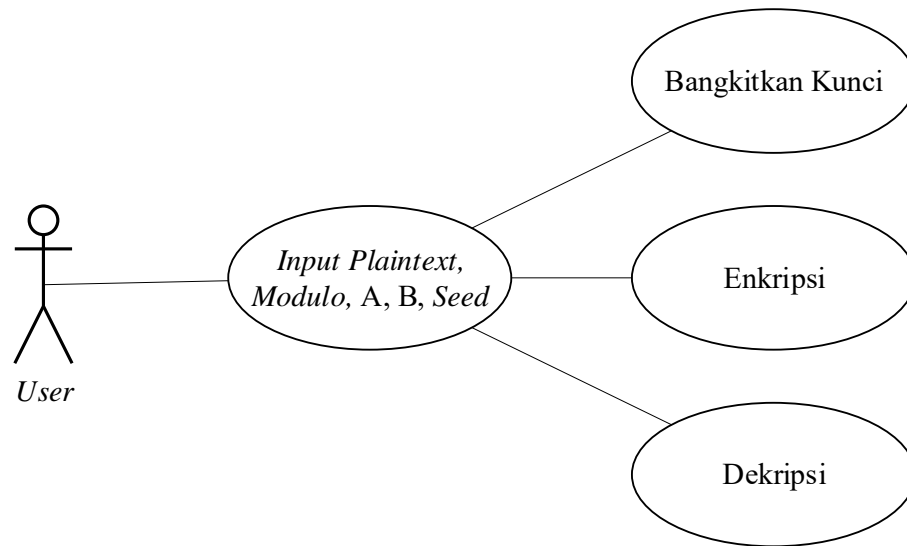 Bangkitkan Kunci
Input Plaintext,
Modulo, A, B, Seed
Enkripsi
User
Dekripsi